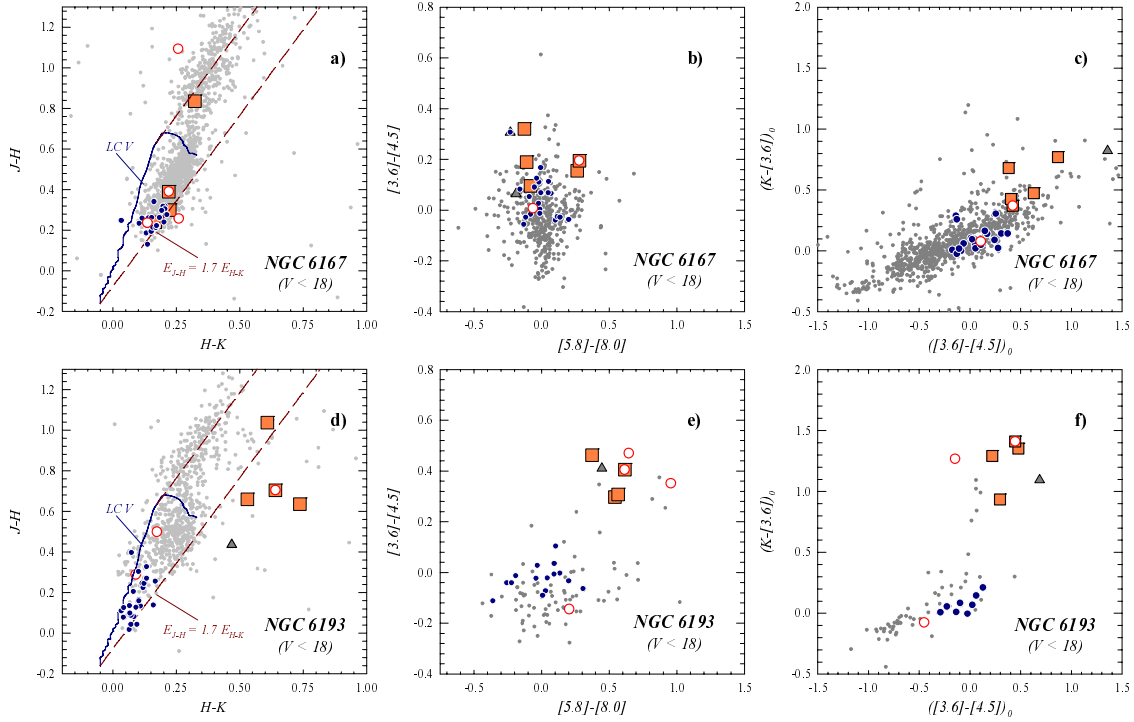 1.2
1.0
0.8
0.6
0.4
0.2
0.0
-0.2
J-H
a)
LC V
E_{J-H} = 1.7 E_{H-K}
NGC 6167
(V < 18)
0.00 0.25 0.50 0.75 1.00
H-K
0.8
0.6
0.4
0.2
0.0
-0.2
-0.4
[3.6]-[4.5]
b)
NGC 6167
(V < 18)
-0.5 0.0 0.5 1.0 1.5
[5.8]-[8.0]
2.0
1.5
1.0
0.5
0.0
-0.5
(K-[3.6])_0
c)
NGC 6167
(V < 18)
-1.5 -1.0 -0.5 0.0 0.5 1.0 1.5
([3.6]-[4.5])_0
1.2
1.0
0.8
0.6
0.4
0.2
0.0
-0.2
J-H
d)
LC V
E_{J-H} = 1.7 E_{H-K}
NGC 6193
(V < 18)
0.00 0.25 0.50 0.75 1.00
H-K
0.8
0.6
0.4
0.2
0.0
-0.2
-0.4
[3.6]-[4.5]
e)
NGC 6193
(V < 18)
-0.5 0.0 0.5 1.0 1.5
[5.8]-[8.0]
2.0
1.5
1.0
0.5
0.0
-0.5
(K-[3.6])_0
f)
NGC 6193
(V < 18)
-1.5 -1.0 -0.5 0.0 0.5 1.0 1.5
([3.6]-[4.5])_0